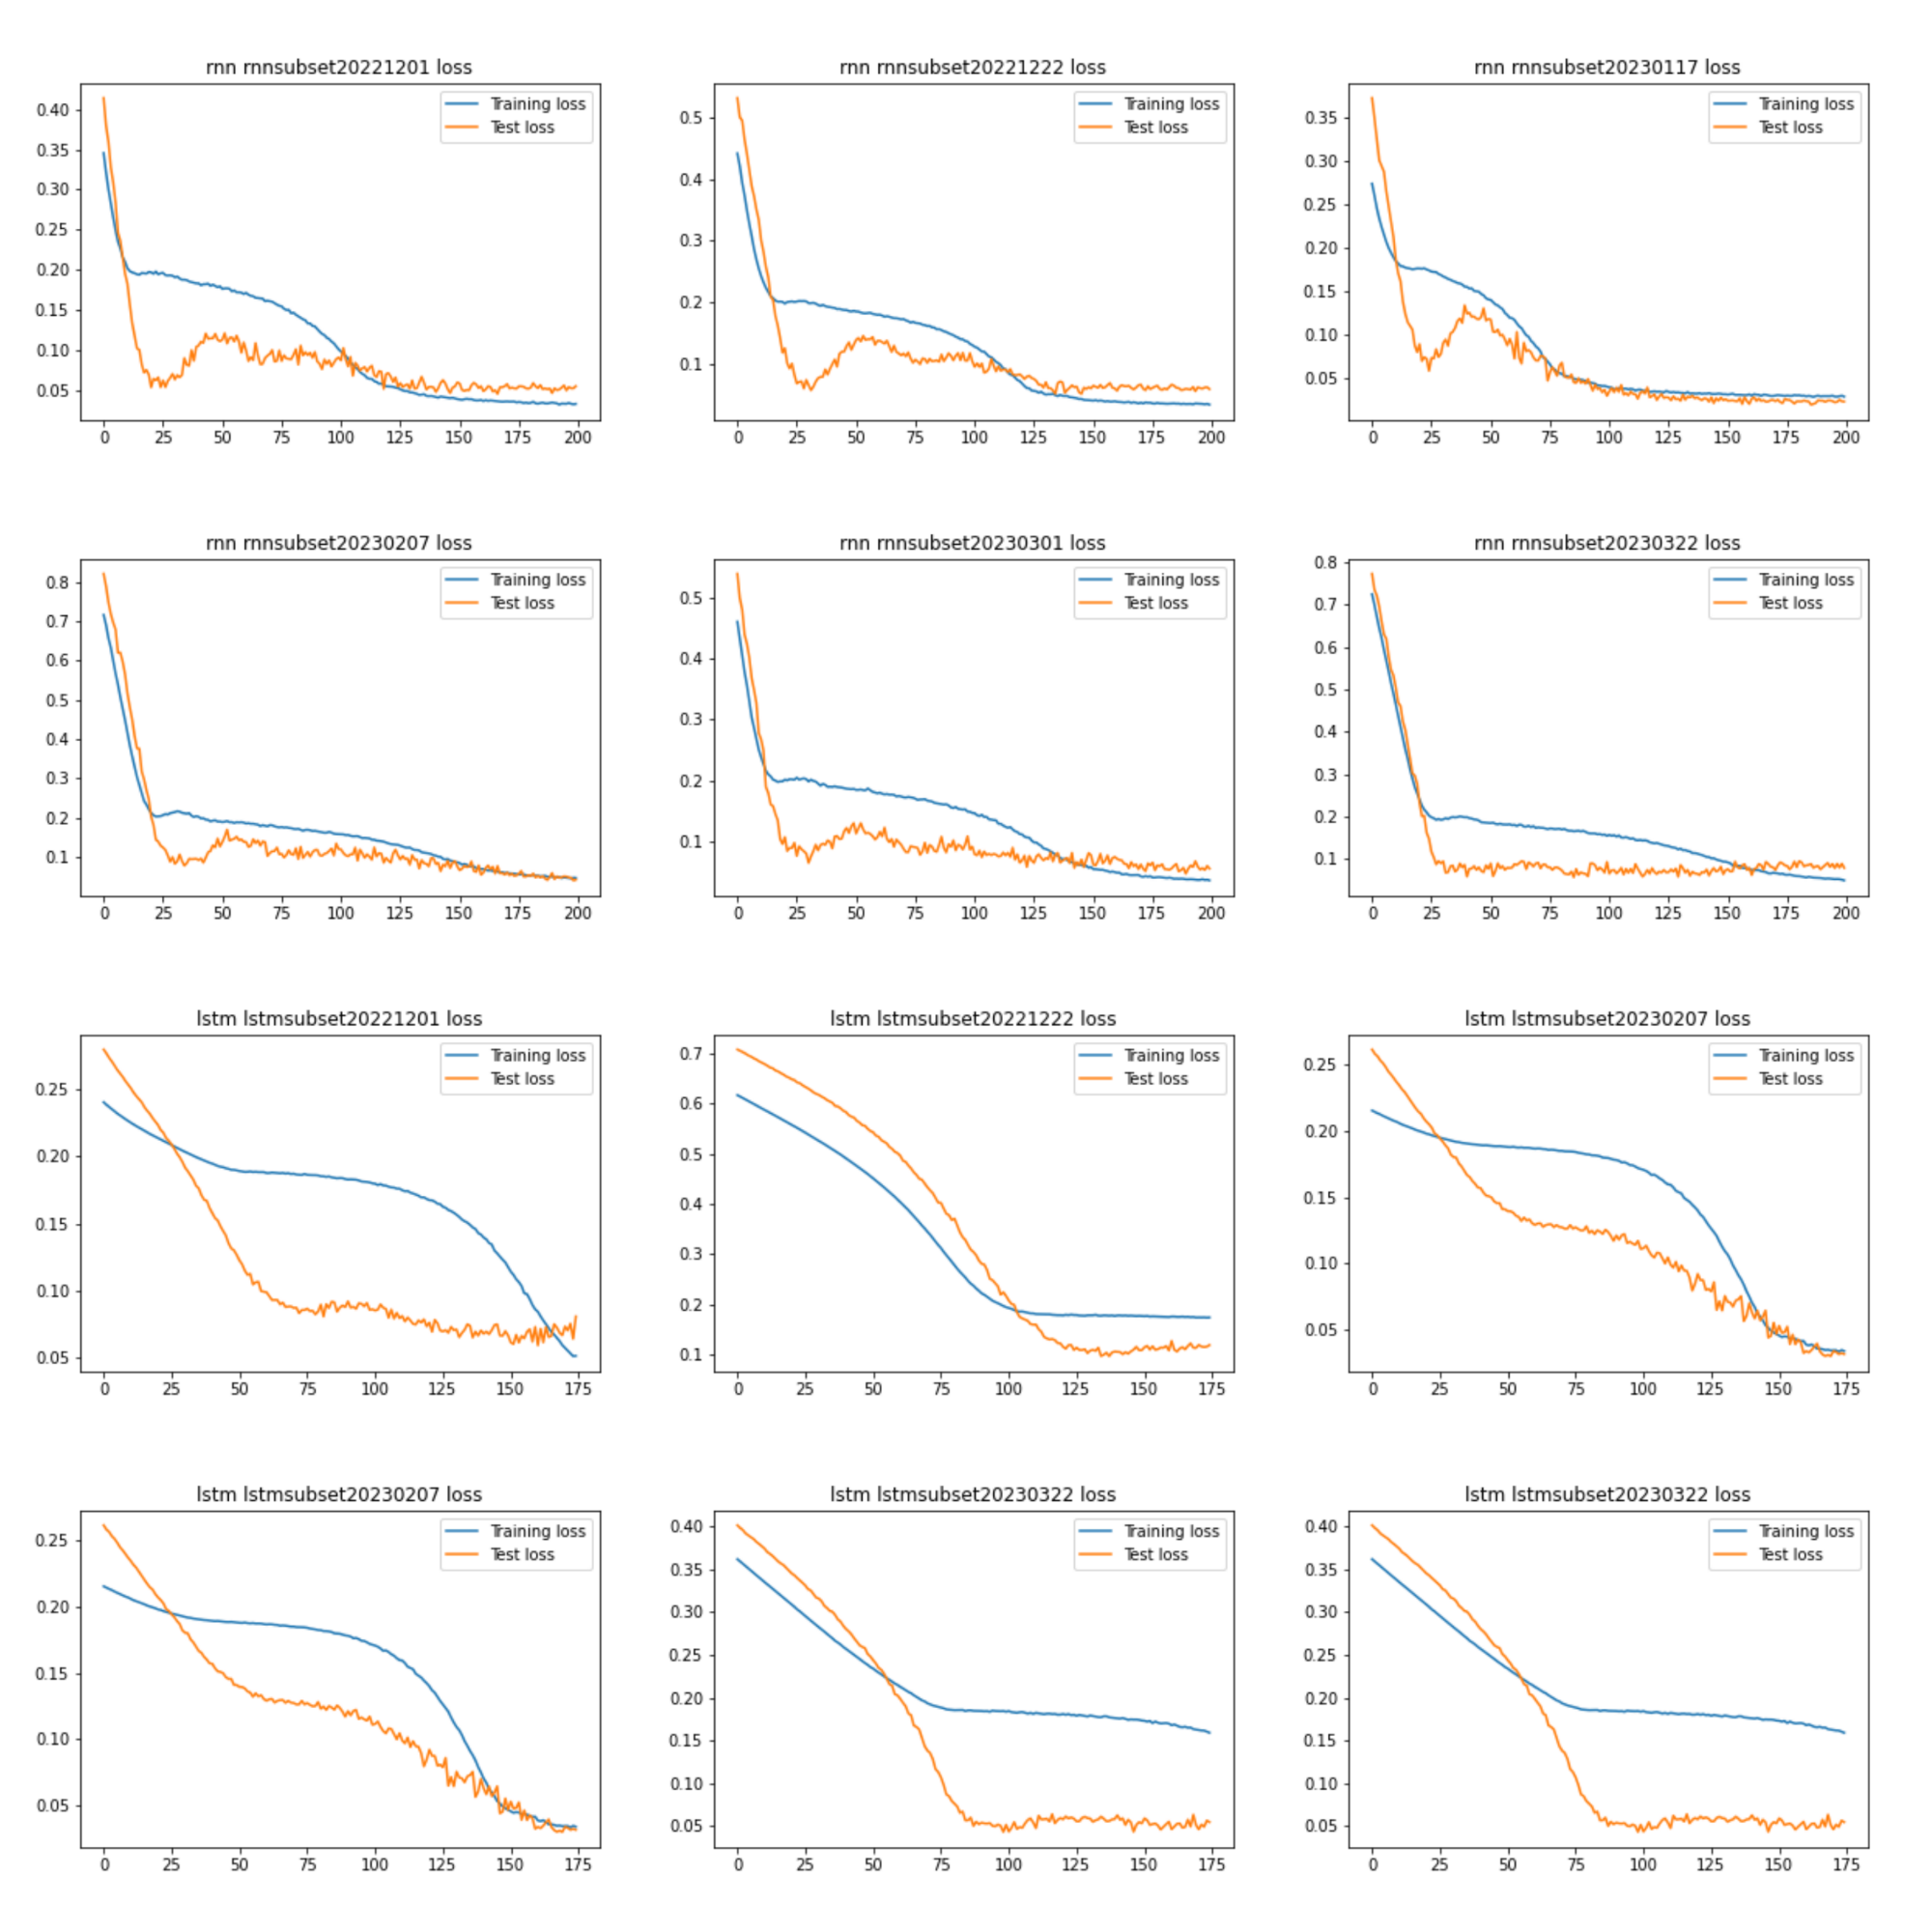 rnn rnnsubset20221201 loss
Training loss
Test loss
0.40
0.35
0.30
0.25
0.20
0.15
0.10
0.05
0 25 50 75 100 125 150 175 200
rnn rnnsubset20221222 loss
Training loss
Test loss
0.5
0.4
0.3
0.2
0.1
0 25 50 75 100 125 150 175 200
rnn rnnsubset20230117 loss
Training loss
Test loss
0.35
0.30
0.25
0.20
0.15
0.10
0.05
0 25 50 75 100 125 150 175 200
rnn rnnsubset20230207 loss
Training loss
Test loss
0.8
0.7
0.6
0.5
0.4
0.3
0.2
0.1
0 25 50 75 100 125 150 175 200
rnn rnnsubset20230301 loss
Training loss
Test loss
0.5
0.4
0.3
0.2
0.1
0 25 50 75 100 125 150 175 200
rnn rnnsubset20230322 loss
Training loss
Test loss
0.8
0.7
0.6
0.5
0.4
0.3
0.2
0.1
0 25 50 75 100 125 150 175 200
lstm lstmsubset20221201 loss
Training loss
Test loss
0.25
0.20
0.15
0.10
0.05
0 25 50 75 100 125 150 175
lstm lstmsubset20221222 loss
Training loss
Test loss
0.7
0.6
0.5
0.4
0.3
0.2
0.1
0 25 50 75 100 125 150 175
lstm lstmsubset20230207 loss
Training loss
Test loss
0.25
0.20
0.15
0.10
0.05
0 25 50 75 100 125 150 175
lstm lstmsubset20230207 loss
Training loss
Test loss
0.25
0.20
0.15
0.10
0.05
0 25 50 75 100 125 150 175
lstm lstmsubset20230322 loss
Training loss
Test loss
0.40
0.35
0.30
0.25
0.20
0.15
0.10
0.05
0 25 50 75 100 125 150 175
lstm lstmsubset20230322 loss
Training loss
Test loss
0.40
0.35
0.30
0.25
0.20
0.15
0.10
0.05
0 25 50 75 100 125 150 175